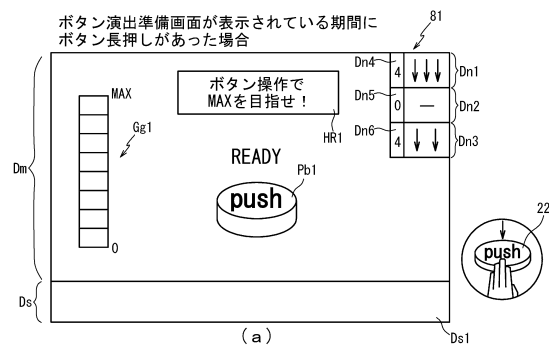 ボタン演出準備画面が表示されている期間に
ボタン長押しがあった場合
81
Dn4
4
↓↓↓
Dn1
Dn5
0
—
Dn2
Dn6
4
↓↓
Dn3
MAX
Gg1
0
ボタン操作で
MAXを目指せ！
HR1
READY
Pb1
push
Dm
22
push
Ds
Ds1
(a)